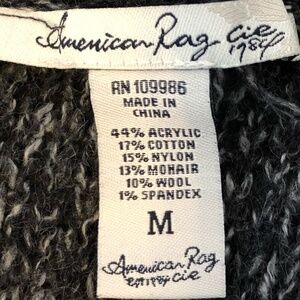 American Rag Cie
1984
RN 109986
MADE IN
CHINA
44% ACRYLIC
17% COTTON
15% NYLON
13% MOHAIR
10% WOOL
1% SPANDEX
M
American Rag
cie